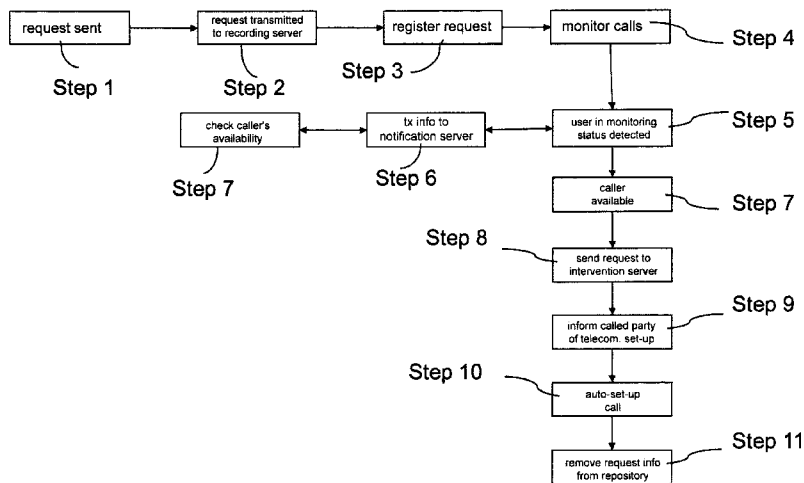 request sent
request transmitted
to recording server
register request
monitor calls
Step 1
Step 2
Step 3
Step 4
check caller's
availability
tx info to
notification server
user in monitoring
status detected
Step 5
Step 7
Step 6
caller
available
Step 7
Step 8
send request to
intervention server
Step 9
inform called party
of telecom. set-up
Step 10
auto-set-up
call
Step 11
remove request info
from repository